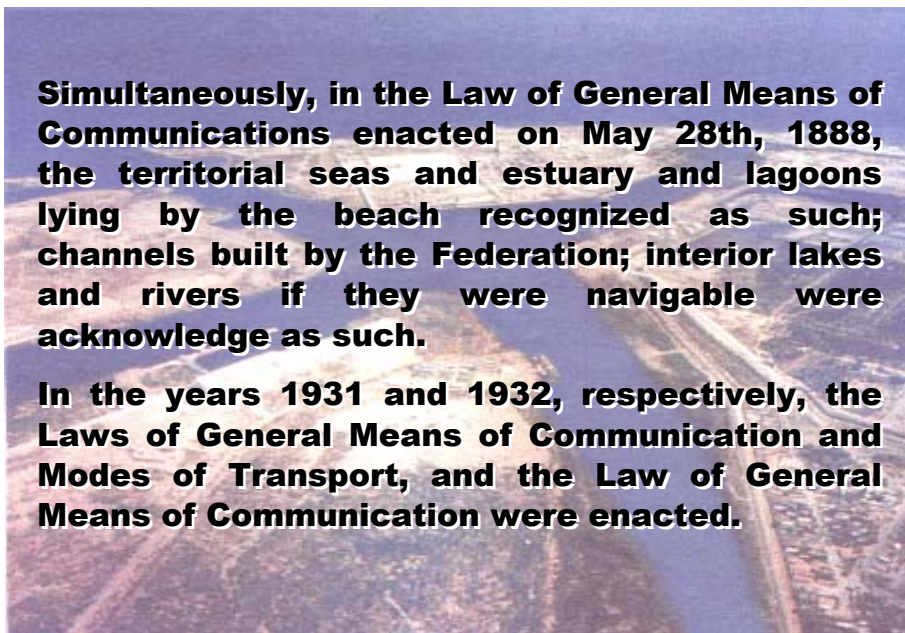 Simultaneously, in the Law of General Means of
Communications enacted on May 28th, 1888,
the territorial seas and estuary and lagoons
lying by the beach recognized as such;
channels built by the Federation; interior lakes
and rivers if they were navigable were
acknowledge as such.
In the years 1931 and 1932, respectively, the
Laws of General Means of Communication and
Modes of Transport, and the Law of General
Means of Communication were enacted.